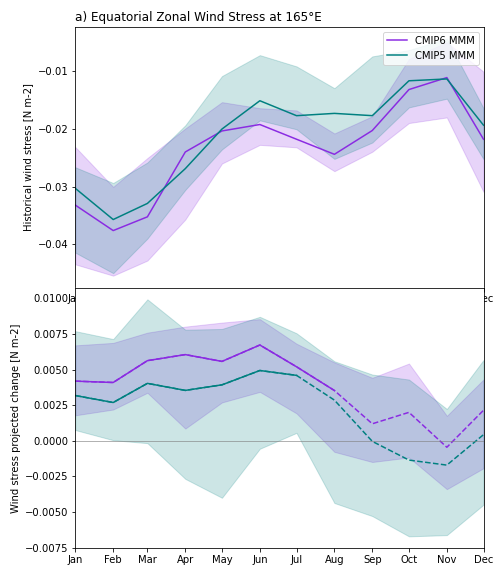 a) Equatorial Zonal Wind Stress at 165°E
CMIP6 MMM
CMIP5 MMM
Historical wind stress [N m-2]
−0.01
−0.02
−0.03
−0.04
Wind stress projected change [N m-2]
0.0100
0.0075
0.0050
0.0025
0.0000
−0.0025
−0.0050
−0.0075
Jan Feb Mar Apr May Jun Jul Aug Sep Oct Nov Dec